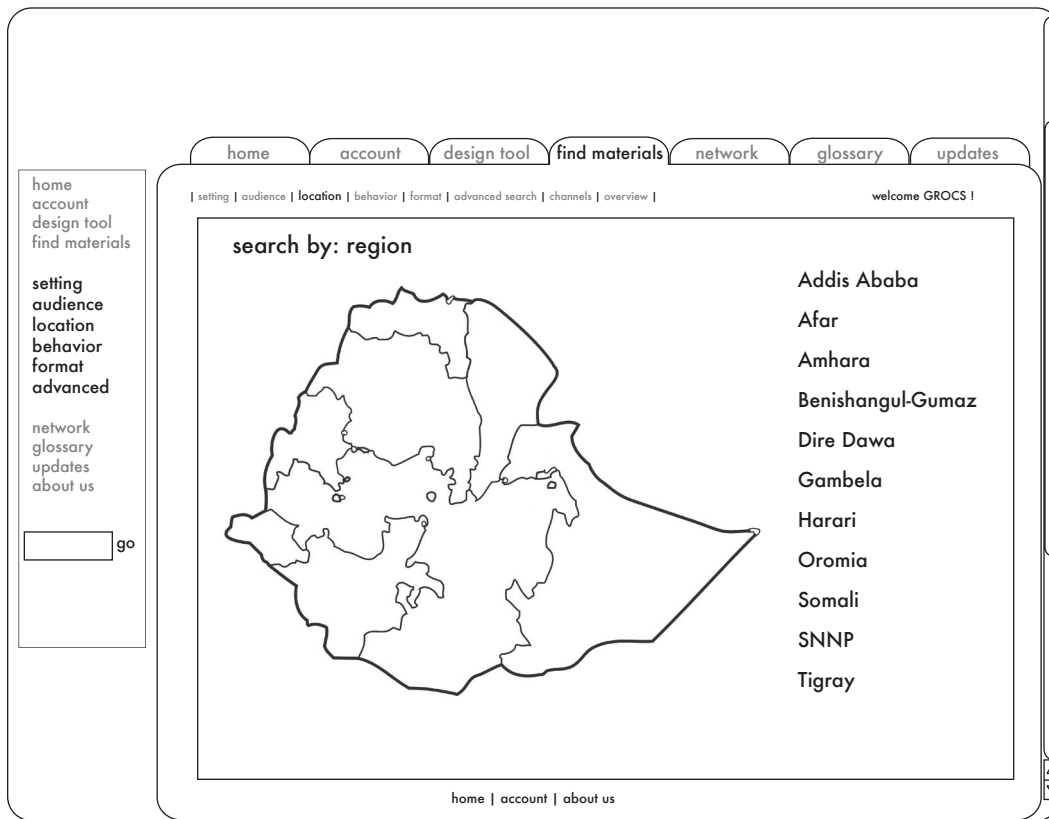 home account design tool find materials network glossary updates
home
account
design tool
find materials
setting
audience
location
behavior
format
advanced
network
glossary
updates
about us
go
| setting | audience | location | behavior | format | advanced search | channels | overview |
welcome GROCS !
search by: region
Addis Ababa
Afar
Amhara
Benishangul-Gumaz
Dire Dawa
Gambela
Harari
Oromia
Somali
SNNP
Tigray
home | account | about us